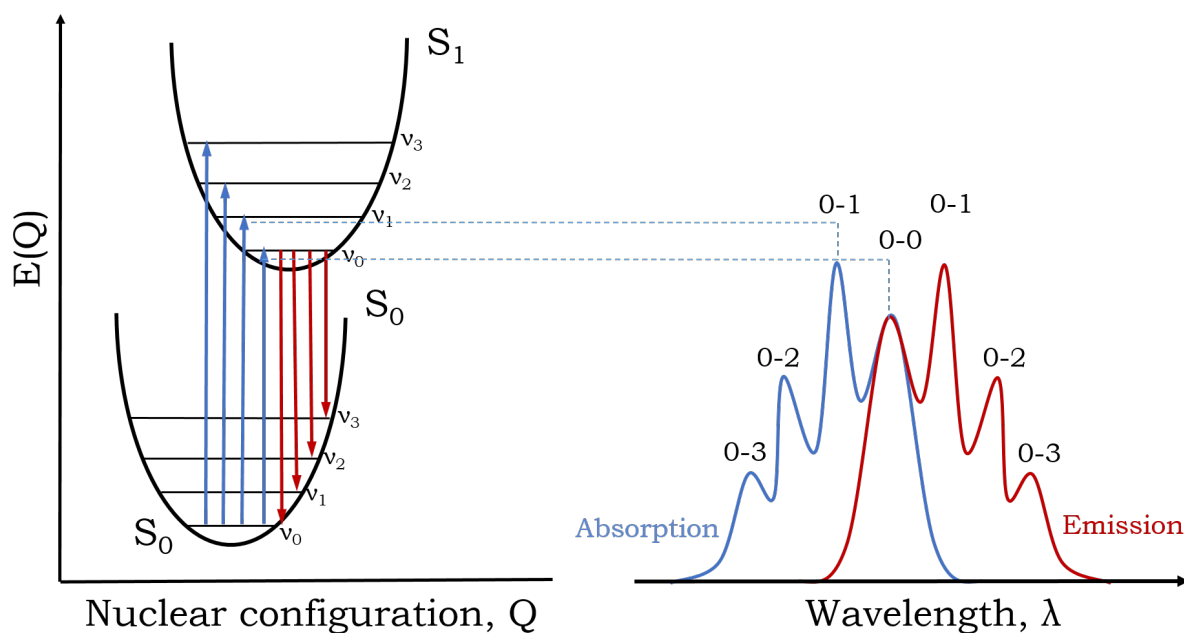 E(Q)
S₁
ν₃
ν₂
ν₁
ν₀
S₀
ν₃
ν₂
ν₁
ν₀
S₀
Nuclear configuration, Q
0-1
0-1
0-0
0-2
0-2
0-3
0-3
Absorption
Emission
Wavelength, λ